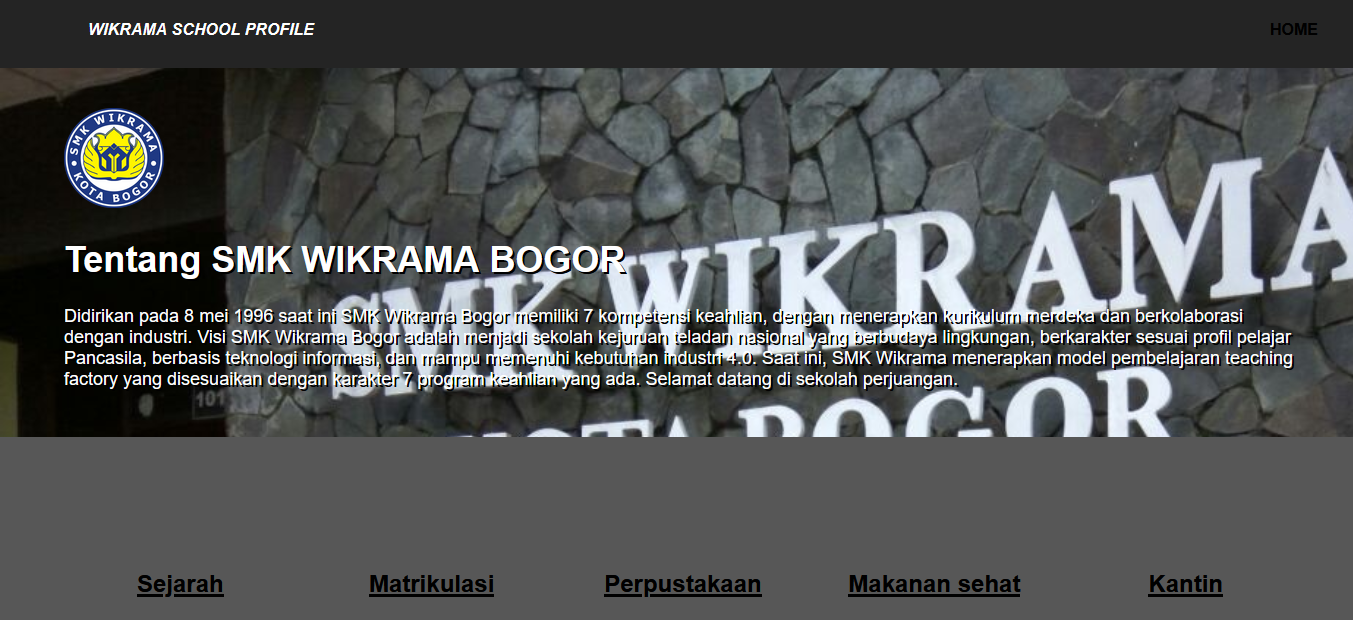 WIKRAMA SCHOOL PROFILE
HOME
SMK WIKRAMA
KOTA BOGOR
Tentang SMK WIKRAMA BOGOR
Didirikan pada 8 mei 1996 saat ini SMK Wikrama Bogor memiliki 7 kompetensi keahlian, dengan menerapkan kurikulum merdeka dan berkolaborasi
dengan industri. Visi SMK Wikrama Bogor adalah menjadi sekolah kejuruan teladan nasional yang berbudaya lingkungan, berkarakter sesuai profil pelajar
Pancasila, berbasis teknologi informasi, dan mampu memenuhi kebutuhan industri 4.0. Saat ini, SMK Wikrama menerapkan model pembelajaran teaching
factory yang disesuaikan dengan karakter 7 program keahlian yang ada. Selamat datang di sekolah perjuangan.
SMK WIKRAMA
KOTA BOGOR
101
Sejarah
Matrikulasi
Perpustakaan
Makanan sehat
Kantin